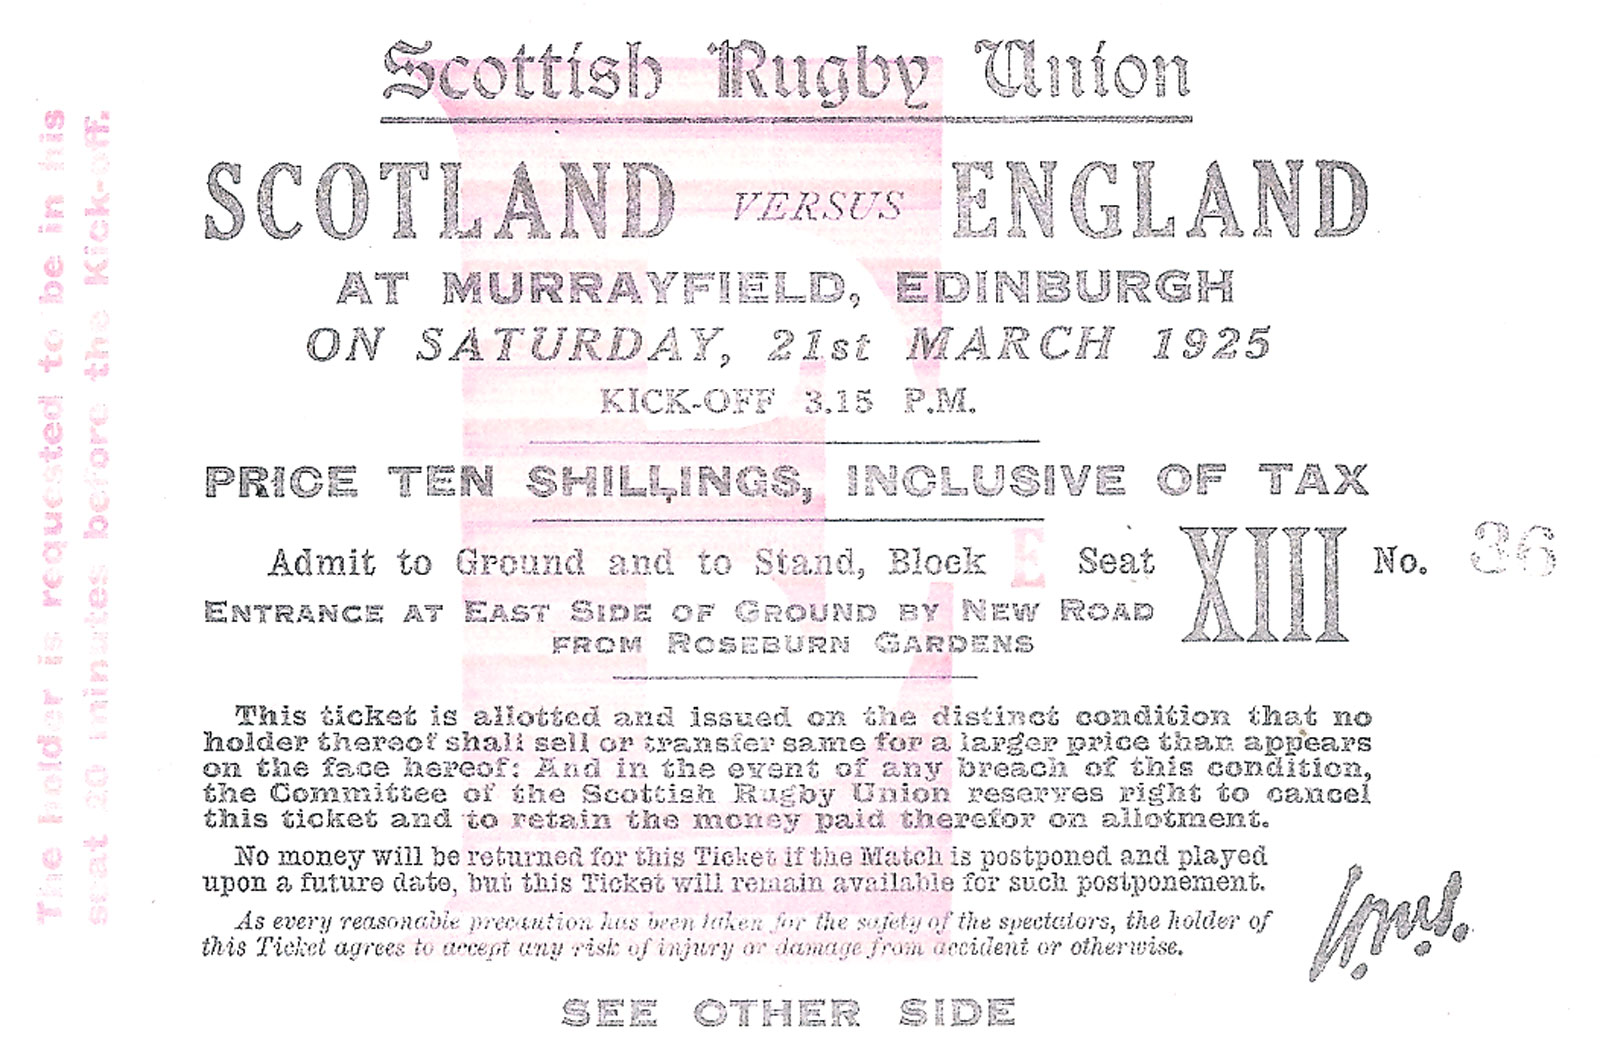 Scottish Rugby Union
SCOTLAND VERSUS ENGLAND
AT MURRAYFIELD, EDINBURGH
ON SATURDAY, 21st MARCH 1925
KICK-OFF 3.15 P.M.
PRICE TEN SHILLINGS, INCLUSIVE OF TAX
Admit to Ground and to Stand, Block E Seat XIII No. 36
ENTRANCE AT EAST SIDE OF GROUND BY NEW ROAD
FROM ROSEBURN GARDENS
This ticket is allotted and issued on the distinct condition that no
holder thereof shall sell or transfer same for a larger price than appears
on the face hereof: And in the event of any breach of this condition,
the Committee of the Scottish Rugby Union reserves right to cancel
this ticket and to retain the money paid therefor on allotment.
No money will be returned for this Ticket if the Match is postponed and played
upon a future date, but this Ticket will remain available for such postponement.
As every reasonable precaution has been taken for the safety of the spectators, the holder of
this Ticket agrees to accept any risk of injury or damage from accident or otherwise.
SEE OTHER SIDE
The holder is requested to be in his
seat 20 minutes before the Kick-off.
E